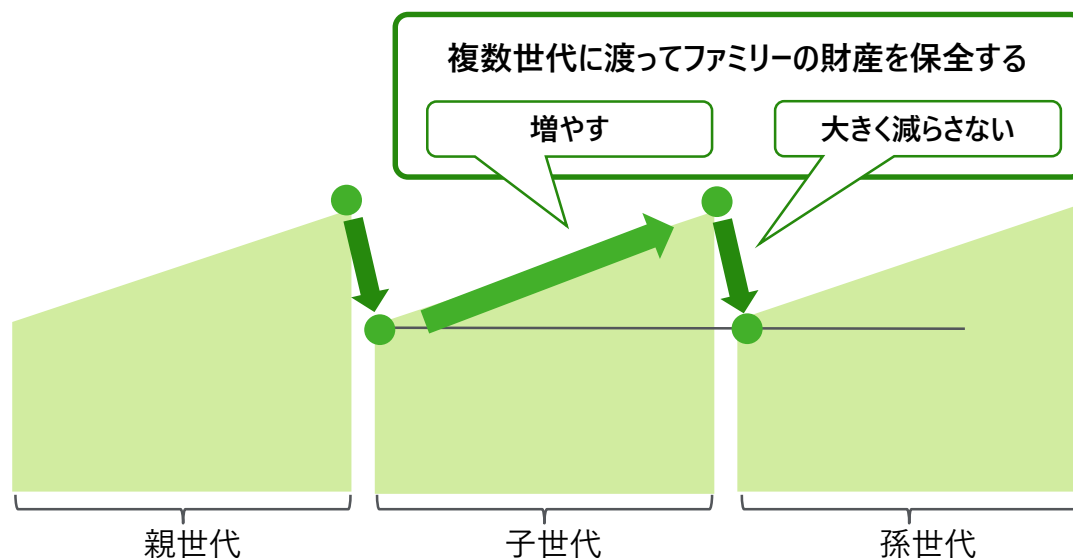 複数世代に渡ってファミリーの財産を保全する
増やす
大きく減らさない
親世代
子世代
孫世代